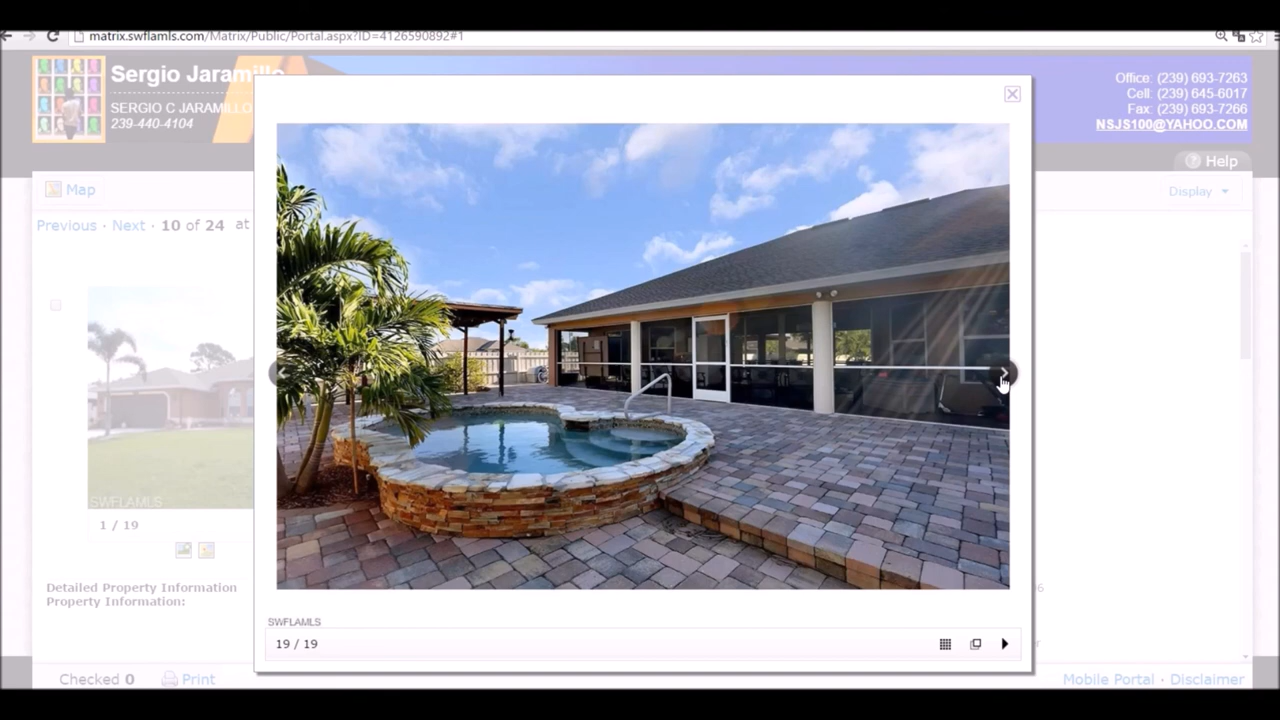 matrix.swflamls.com/Matrix/Public/Portal.aspx?ID=4126590892#1
Sergio Jaramillo
SERGIO C JARAMILLO
239-440-4104
Office: (239) 693-7263
Cell: (239) 645-6017
Fax: (239) 693-7266
NSJS100@YAHOO.COM
? Help
Map
Display
Previous · Next · 10 of 24 at
SWFLAMLS
1 / 19
Detailed Property Information
Property Information:
SWFLAMLS
19 / 19
Checked 0
Print
Mobile Portal · Disclaimer